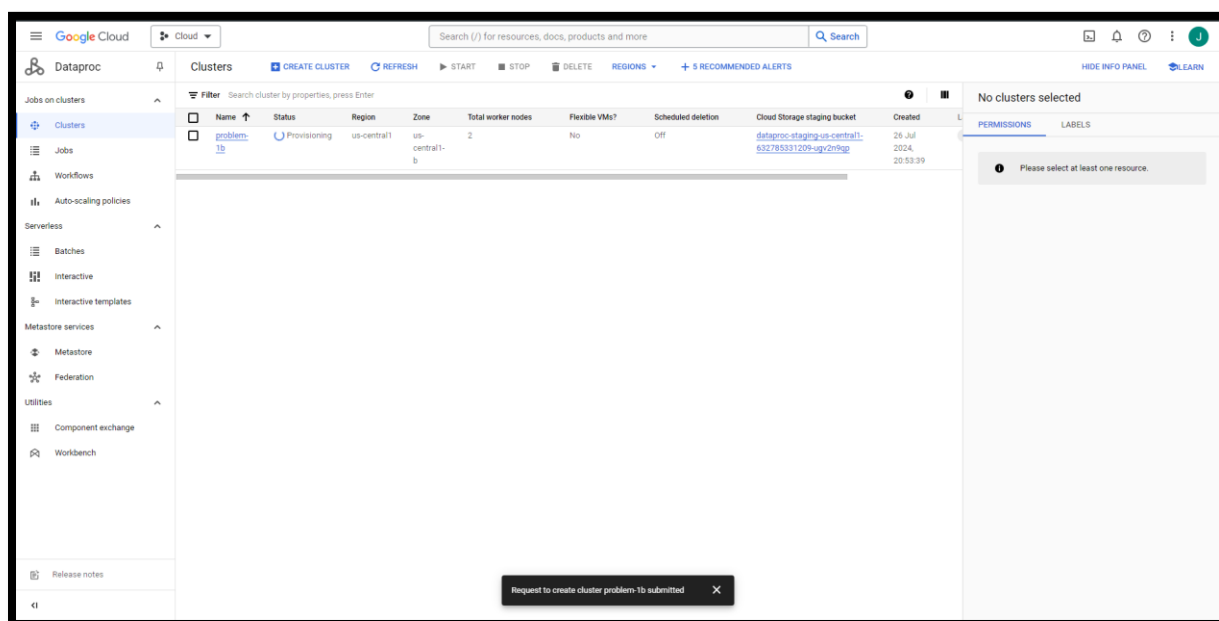 Google Cloud
Cloud
Search (/) for resources, docs, products and more
Search
J
Dataproc
Clusters
CREATE CLUSTER
REFRESH
START
STOP
DELETE
REGIONS
+ 5 RECOMMENDED ALERTS
HIDE INFO PANEL
LEARN
Jobs on clusters
Clusters
Jobs
Workflows
Auto-scaling policies
Serverless
Batches
Interactive
Interactive templates
Metastore services
Metastore
Federation
Utilities
Component exchange
Workbench
Release notes
Filter Search cluster by properties, press Enter
Name Status Region Zone Total worker nodes Flexible VMs? Scheduled deletion Cloud Storage staging bucket Created L
problem- Provisioning us-central1 us- 2 No Off dataproc-staging-us-central1- 26 Jul
1b central1- 632785331209-ugv2n9qp 2024,
b 20:53:39
No clusters selected
PERMISSIONS LABELS
Please select at least one resource.
Request to create cluster problem-1b submitted